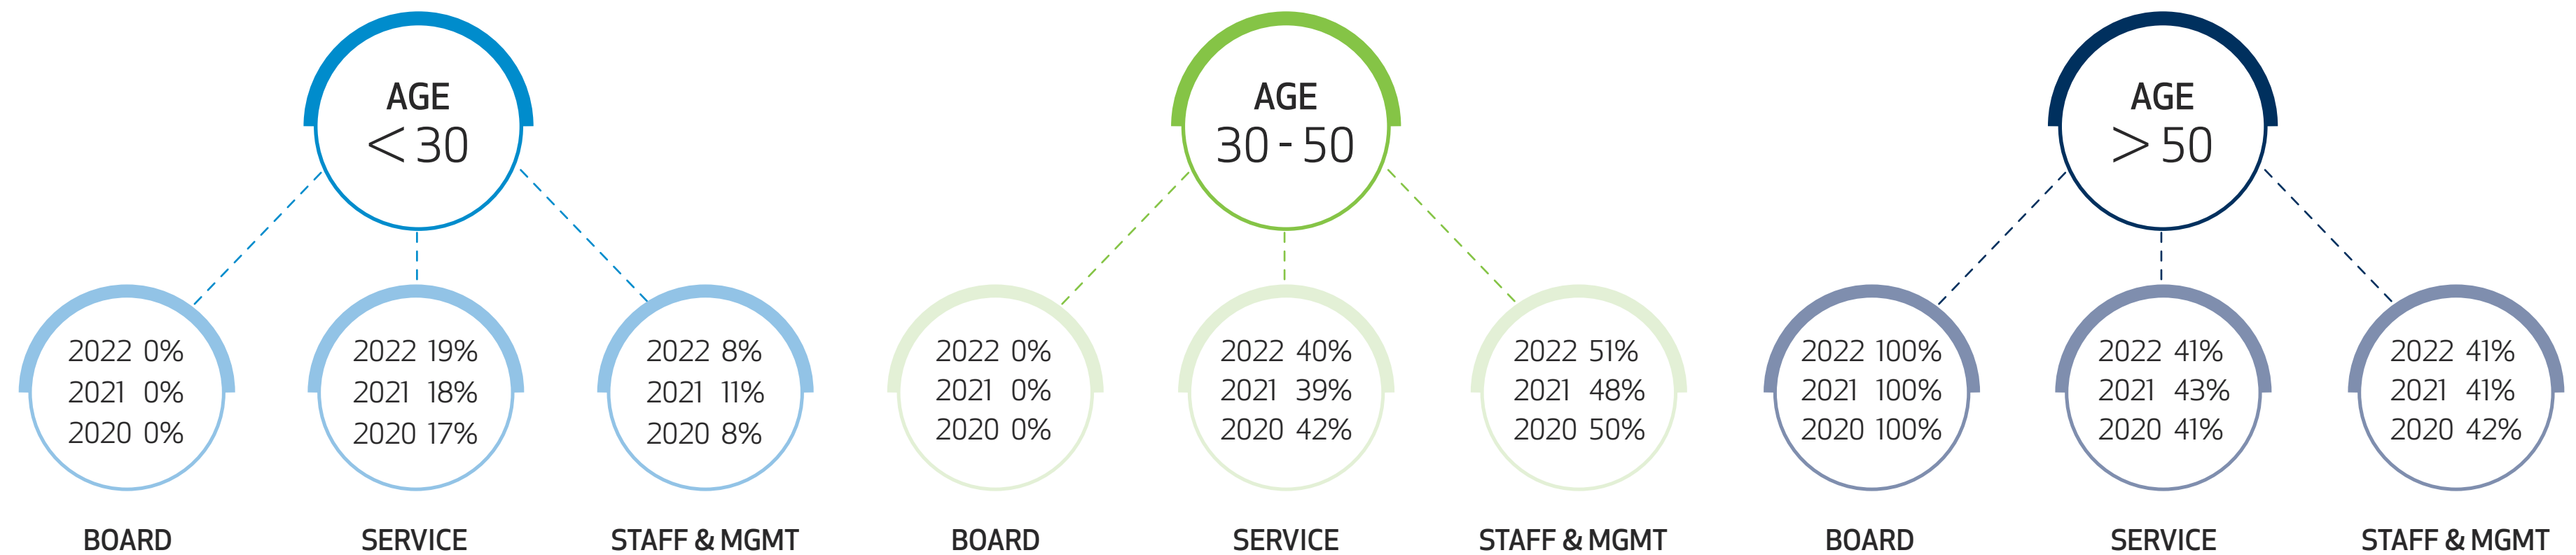 AGE
< 30
2022 0%
2021 0%
2020 0%
BOARD
2022 19%
2021 18%
2020 17%
SERVICE
2022 8%
2021 11%
2020 8%
STAFF & MGMT
AGE
30 - 50
2022 0%
2021 0%
2020 0%
BOARD
2022 40%
2021 39%
2020 42%
SERVICE
2022 51%
2021 48%
2020 50%
STAFF & MGMT
AGE
> 50
2022 100%
2021 100%
2020 100%
BOARD
2022 41%
2021 43%
2020 41%
SERVICE
2022 41%
2021 41%
2020 42%
STAFF & MGMT